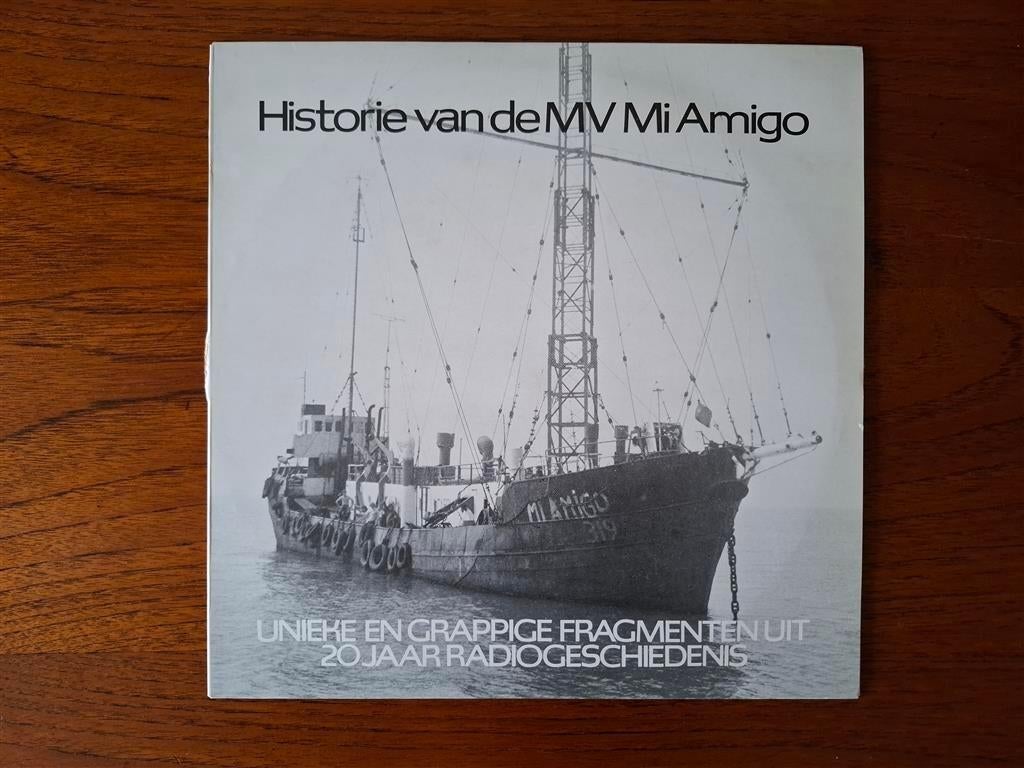 Historie van de MV Mi Amigo
MI AMIGO
319
UNIEKE EN GRAPPIGE FRAGMENTEN UIT
20 JAAR RADIOGESCHIEDENIS